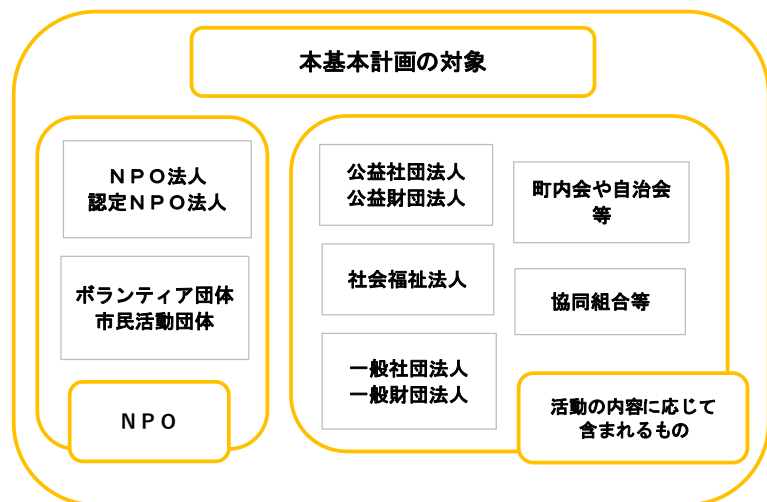 本基本計画の対象
ＮＰＯ法人
認定ＮＰＯ法人
ボランティア団体
市民活動団体
ＮＰＯ
公益社団法人
公益財団法人
社会福祉法人
一般社団法人
一般財団法人
町内会や自治会
等
協同組合等
活動の内容に応じて
含まれるもの